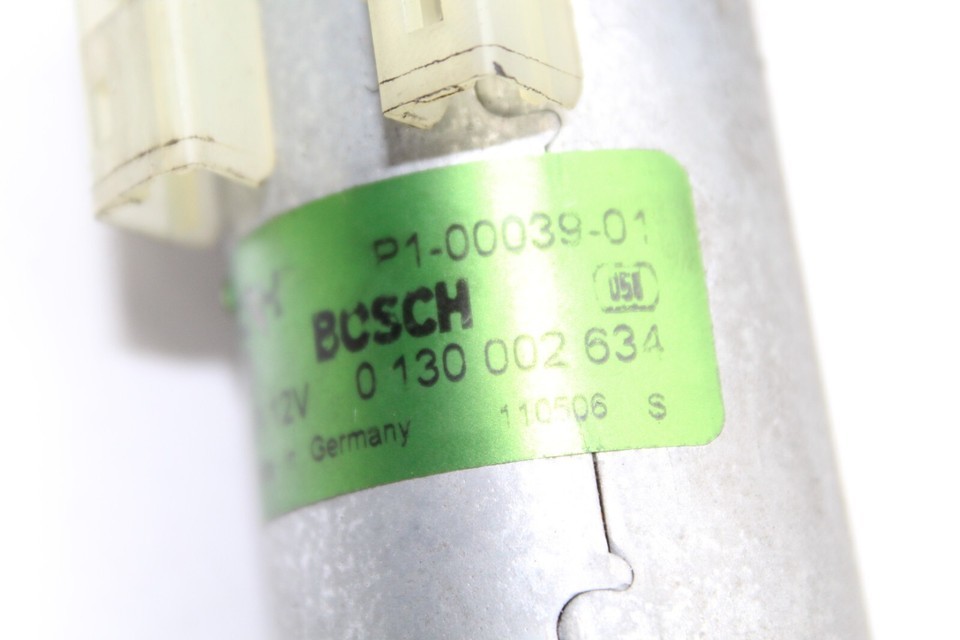 P1-00039-01
BOSCH
12V 0 130 002 634
Germany 110506 S